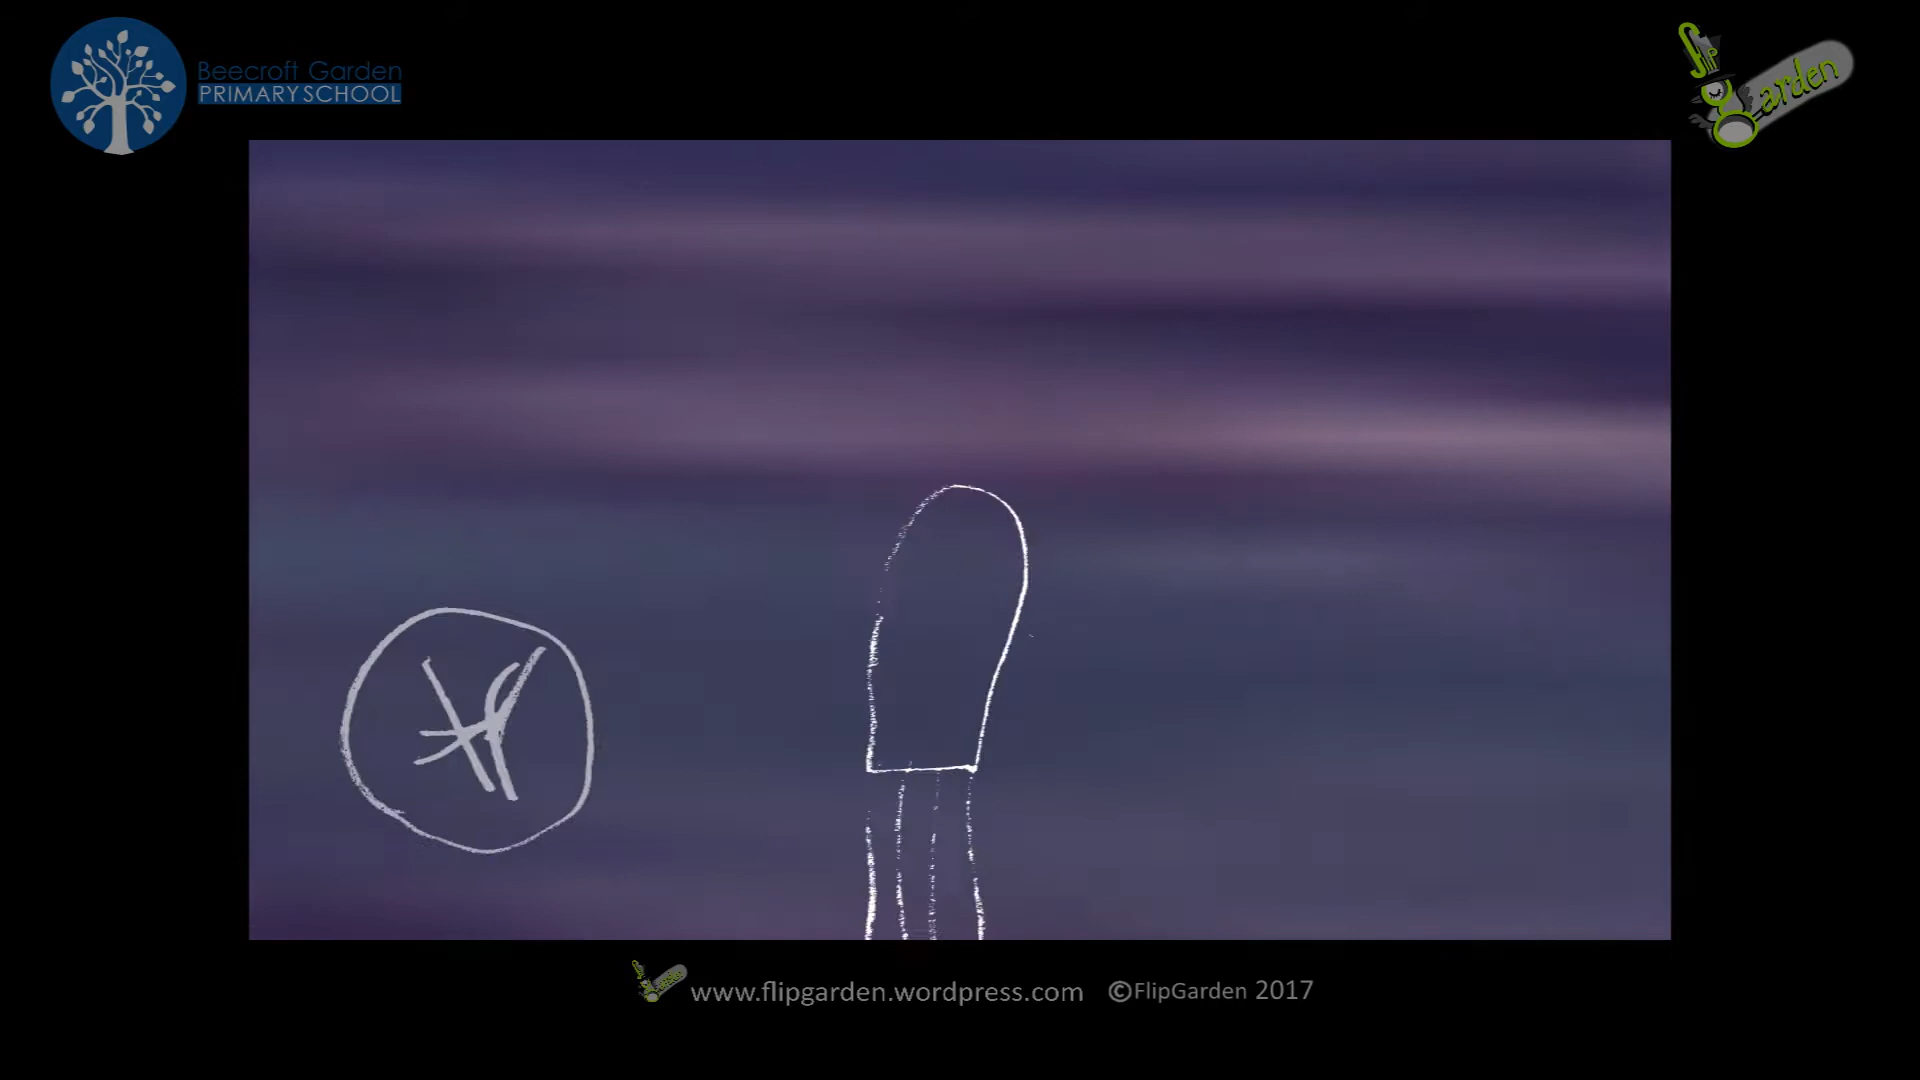 Beecroft Garden
PRIMARY SCHOOL
flip
garden
www.flipgarden.wordpress.com ©FlipGarden 2017